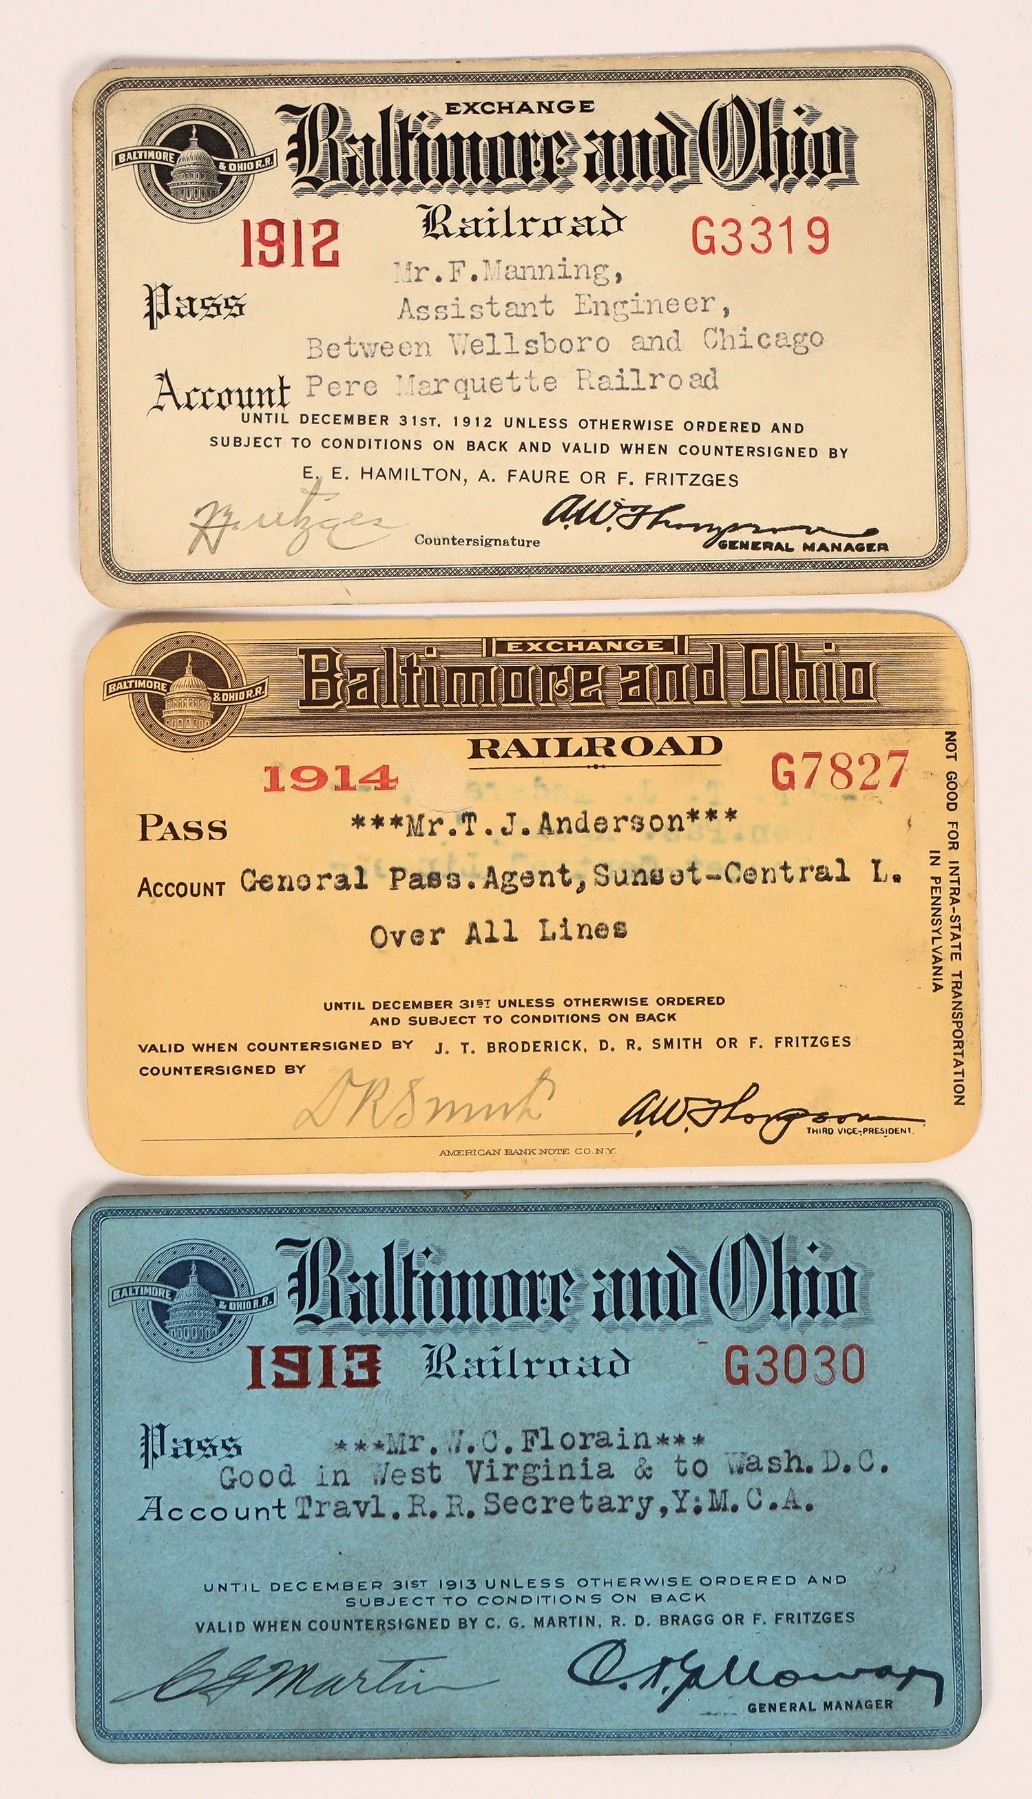 EXCHANGE
Baltimore and Ohio
BALTIMORE & OHIO R.R.
Railroad
1912 G3319
Mr. F. Manning,
Pass
Assistant Engineer,
Between Wellsboro and Chicago
Account Pere Marquette Railroad
UNTIL DECEMBER 31ST, 1912 UNLESS OTHERWISE ORDERED AND
SUBJECT TO CONDITIONS ON BACK AND VALID WHEN COUNTERSIGNED BY
E. E. HAMILTON, A. FAURE OR F. FRITZGES
F. Fritzges A.W. Thompson
Countersignature GENERAL MANAGER
EXCHANGE
Baltimore and Ohio
BALTIMORE & OHIO R.R.
RAILROAD
1914 G7827
PASS ***Mr. T. J. Anderson***
ACCOUNT General Pass. Agent, Sunset-Central L.
Over All Lines
NOT GOOD FOR INTRA-STATE TRANSPORTATION
IN PENNSYLVANIA
UNTIL DECEMBER 31ST UNLESS OTHERWISE ORDERED
AND SUBJECT TO CONDITIONS ON BACK
VALID WHEN COUNTERSIGNED BY J. T. BRODERICK, D. R. SMITH OR F. FRITZGES
COUNTERSIGNED BY
D R Smith A.W. Thompson
THIRD VICE-PRESIDENT.
AMERICAN BANK NOTE CO. N.Y.
Baltimore and Ohio
BALTIMORE & OHIO R.R.
1913 Railroad G3030
Pass ***Mr. W. C. Florain***
Good in West Virginia & to Wash. D.C.
Account Travl. R. R. Secretary, Y.M.C.A.
UNTIL DECEMBER 31ST 1913 UNLESS OTHERWISE ORDERED AND
SUBJECT TO CONDITIONS ON BACK
VALID WHEN COUNTERSIGNED BY C. G. MARTIN, R. D. BRAGG OR F. FRITZGES
C G Martin C. W. Galloway
GENERAL MANAGER